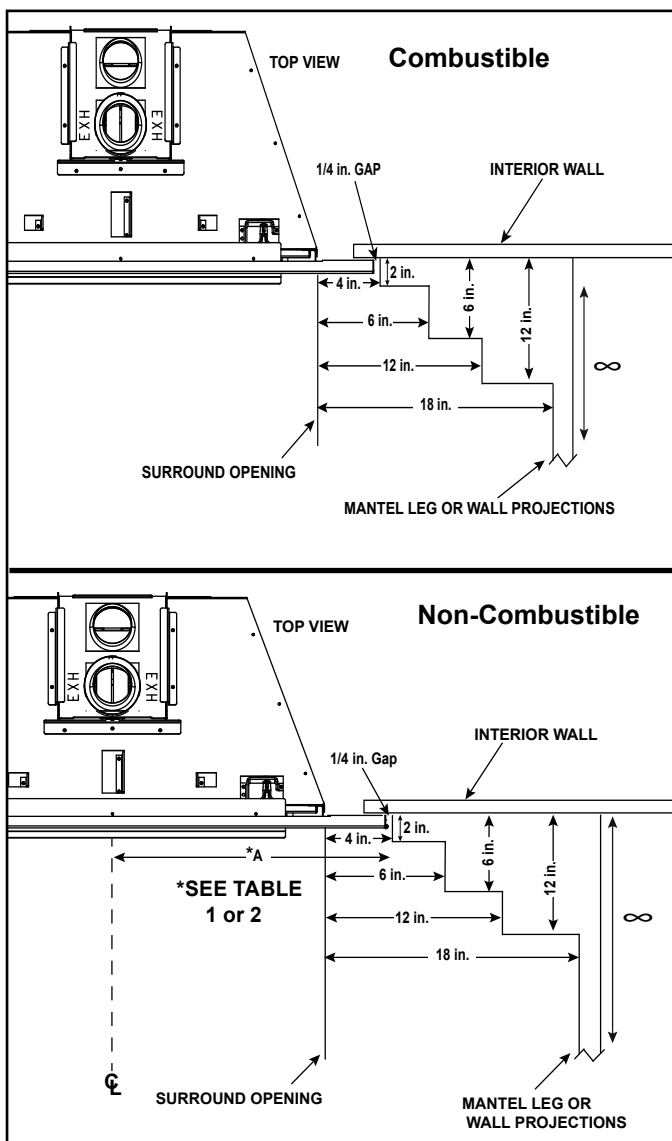 TOP VIEW
Combustible
EXH
EXH
1/4 in. GAP
INTERIOR WALL
2 in.
4 in.
6 in.
6 in.
12 in.
12 in.
∞
18 in.
SURROUND OPENING
MANTEL LEG OR WALL PROJECTIONS
Non-Combustible
TOP VIEW
EXH
EXH
INTERIOR WALL
1/4 in. Gap
2 in.
4 in.
*A
6 in.
6 in.
12 in.
*SEE TABLE
1 or 2
12 in.
∞
18 in.
CL
SURROUND OPENING
MANTEL LEG OR
WALL PROJECTIONS